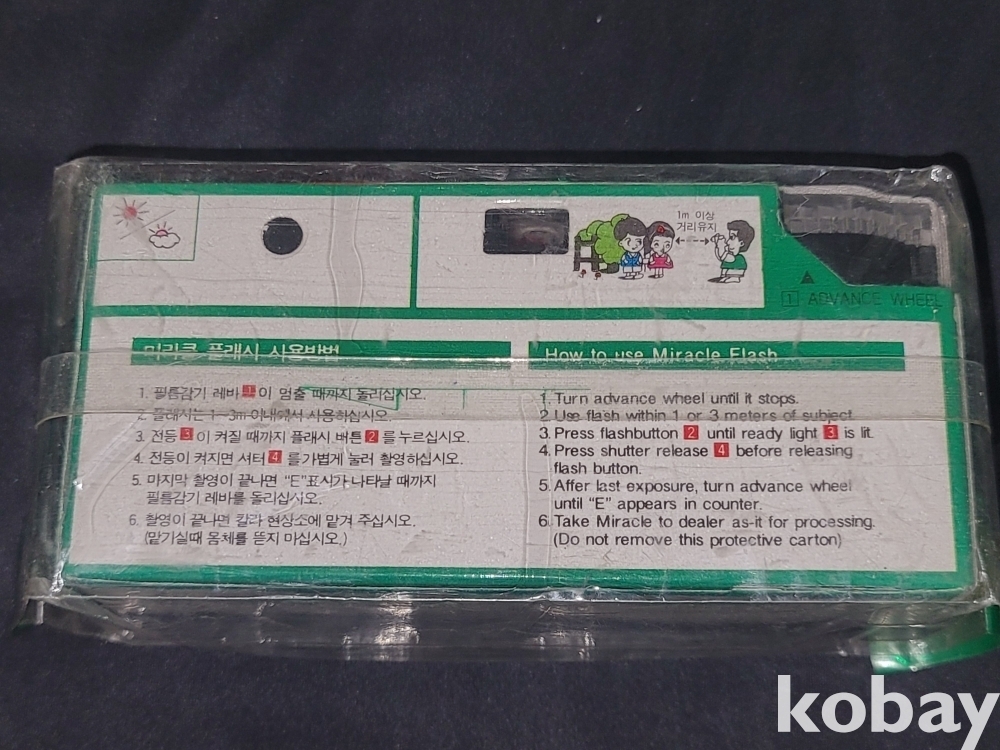 1m 이상
거리유지
1 ADVANCE WHEEL
미라클 플래시 사용방법
1. 필름감기 레바 1 이 멈출 때까지 돌리십시오.
2. 플래시는 1~3m 이내에서 사용하십시오.
3. 전등 3 이 켜질 때까지 플래시 버튼 2 를 누르십시오.
4. 전등이 켜지면 셔터 4 를 가볍게 눌러 촬영하십시오.
5. 마지막 촬영이 끝나면 “E”표시가 나타날 때까지
필름감기 레바를 돌리십시오.
6. 촬영이 끝나면 칼라 현상소에 맡겨 주십시오.
(맡기실때 몸체를 뜯지 마십시오.)
How to use Miracle Flash
1. Turn advance wheel until it stops.
2. Use flash within 1 or 3 meters of subject.
3. Press flashbutton 2 until ready light 3 is lit.
4. Press shutter release 4 before releasing
flash button.
5. After last exposure, turn advance wheel
until “E” appears in counter.
6. Take Miracle to dealer as-it for processing.
(Do not remove this protective carton)
kobay